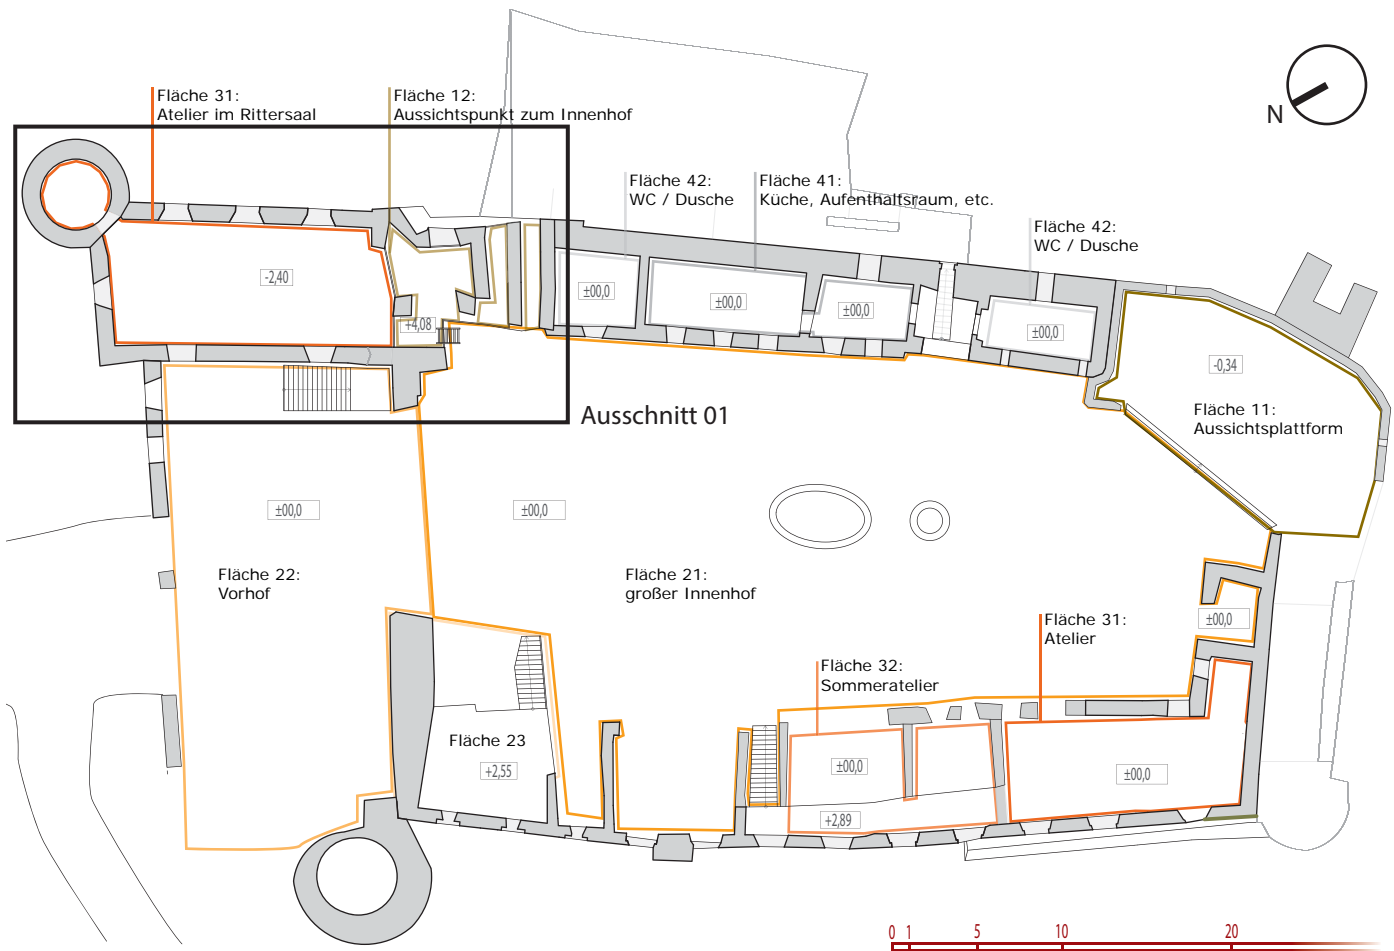 Fläche 31:
Atelier im Rittersaal
Fläche 12:
Aussichtspunkt zum Innenhof
N
Fläche 42:
WC / Dusche
Fläche 41:
Küche, Aufenthaltsraum, etc.
Fläche 42:
WC / Dusche
-2,40
±00,0
±00,0
±00,0
+4,08
±00,0
-0,34
Fläche 11:
Aussichtsplattform
Ausschnitt 01
±00,0
±00,0
Fläche 22:
Vorhof
Fläche 21:
großer Innenhof
±00,0
Fläche 31:
Atelier
Fläche 32:
Sommeratelier
Fläche 23
+2,55
±00,0
±00,0
+2,89
0 1 5 10 20